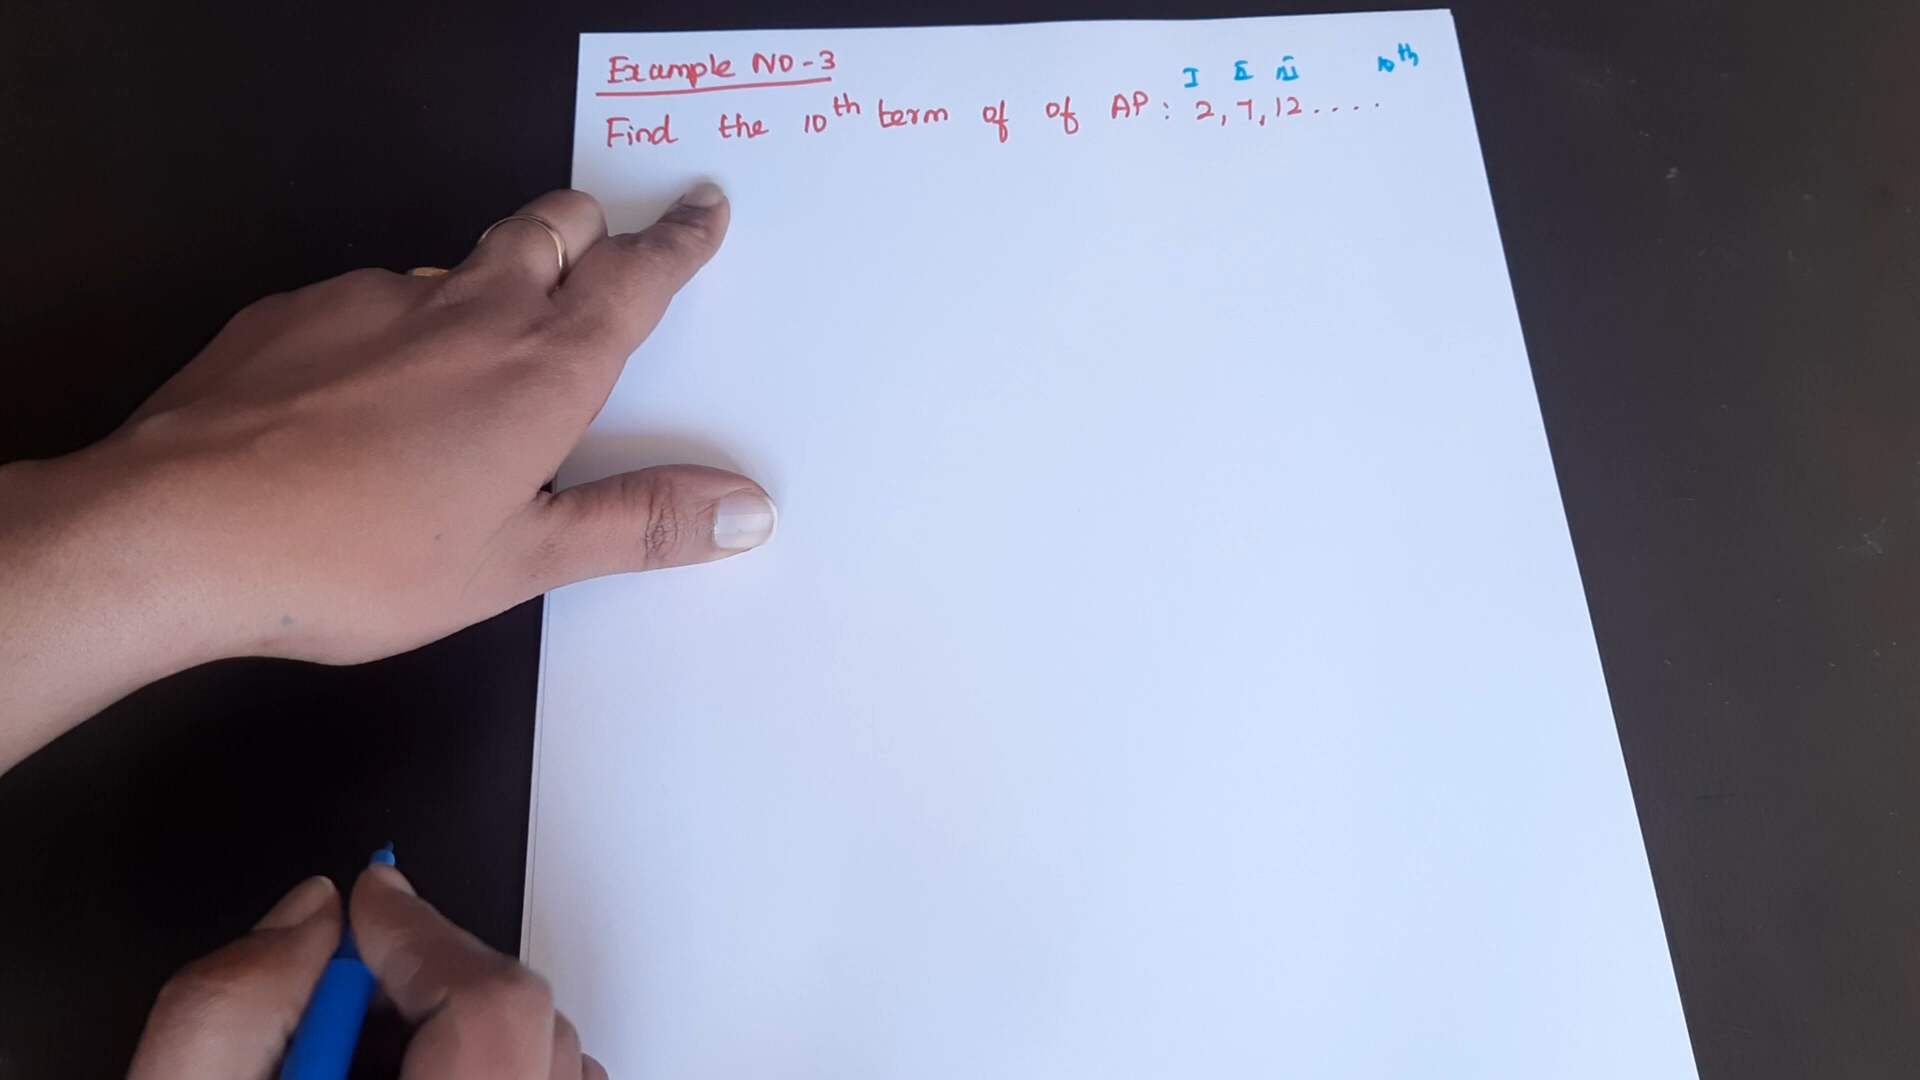 Example NO-3
I II III 10th
Find the 10th term of of AP: 2, 7, 12....